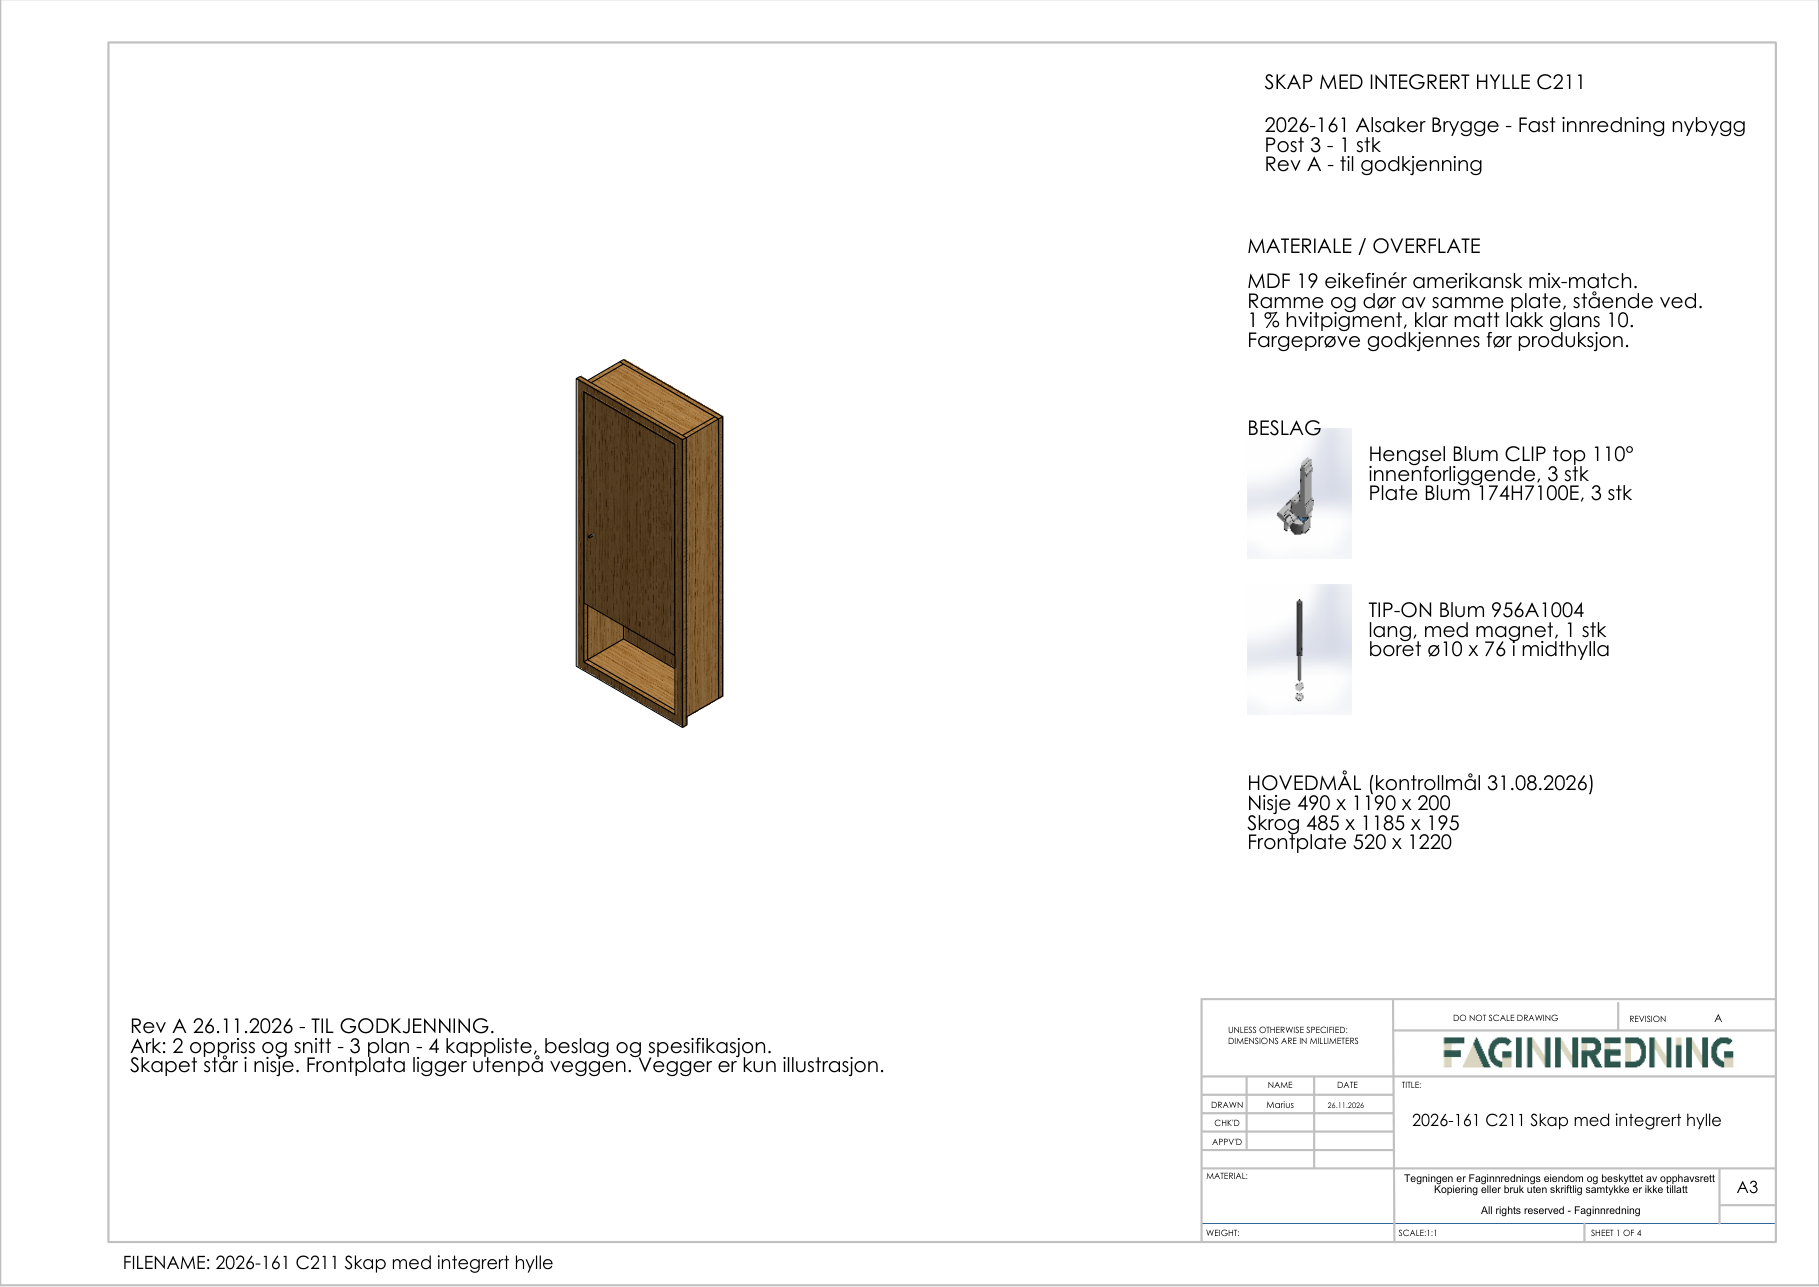 SKAP MED INTEGRERT HYLLE C211
2026-161 Alsaker Brygge - Fast innredning nybygg
Post 3 - 1 stk
Rev A - til godkjenning
MATERIALE / OVERFLATE
MDF 19 eikefinér amerikansk mix-match.
Ramme og dør av samme plate, stående ved.
1 % hvitpigment, klar matt lakk glans 10.
Fargeprøve godkjennes før produksjon.
BESLAG
Hengsel Blum CLIP top 110°
innenforliggende, 3 stk
Plate Blum 174H7100E, 3 stk
TIP-ON Blum 956A1004
lang, med magnet, 1 stk
boret ø10 x 76 i midthylla
HOVEDMÅL (kontrollmål 31.08.2026)
Nisje 490 x 1190 x 200
Skrog 485 x 1185 x 195
Frontplate 520 x 1220
Rev A 26.11.2026 - TIL GODKJENNING.
Ark: 2 oppriss og snitt - 3 plan - 4 kappliste, beslag og spesifikasjon.
Skapet står i nisje. Frontplata ligger utenpå veggen. Vegger er kun illustrasjon.
UNLESS OTHERWISE SPECIFIED:
DIMENSIONS ARE IN MILLIMETERS
DO NOT SCALE DRAWING
REVISION A
FAGINNREDNING
NAME DATE
DRAWN Marius 26.11.2026
CHK'D
APPV'D
TITLE:
2026-161 C211 Skap med integrert hylle
MATERIAL:
Tegningen er Faginnrednings eiendom og beskyttet av opphavsrett
Kopiering eller bruk uten skriftlig samtykke er ikke tillatt
All rights reserved - Faginnredning
A3
WEIGHT:
SCALE:1:1
SHEET 1 OF 4
FILENAME: 2026-161 C211 Skap med integrert hylle